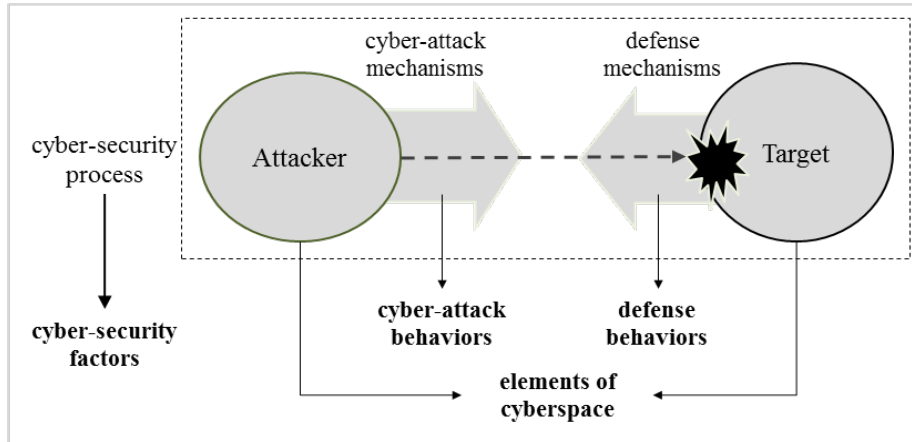 cyber-attack
mechanisms
defense
mechanisms
cyber-security
process
Attacker
Target
cyber-security
factors
cyber-attack
behaviors
defense
behaviors
elements of
cyberspace